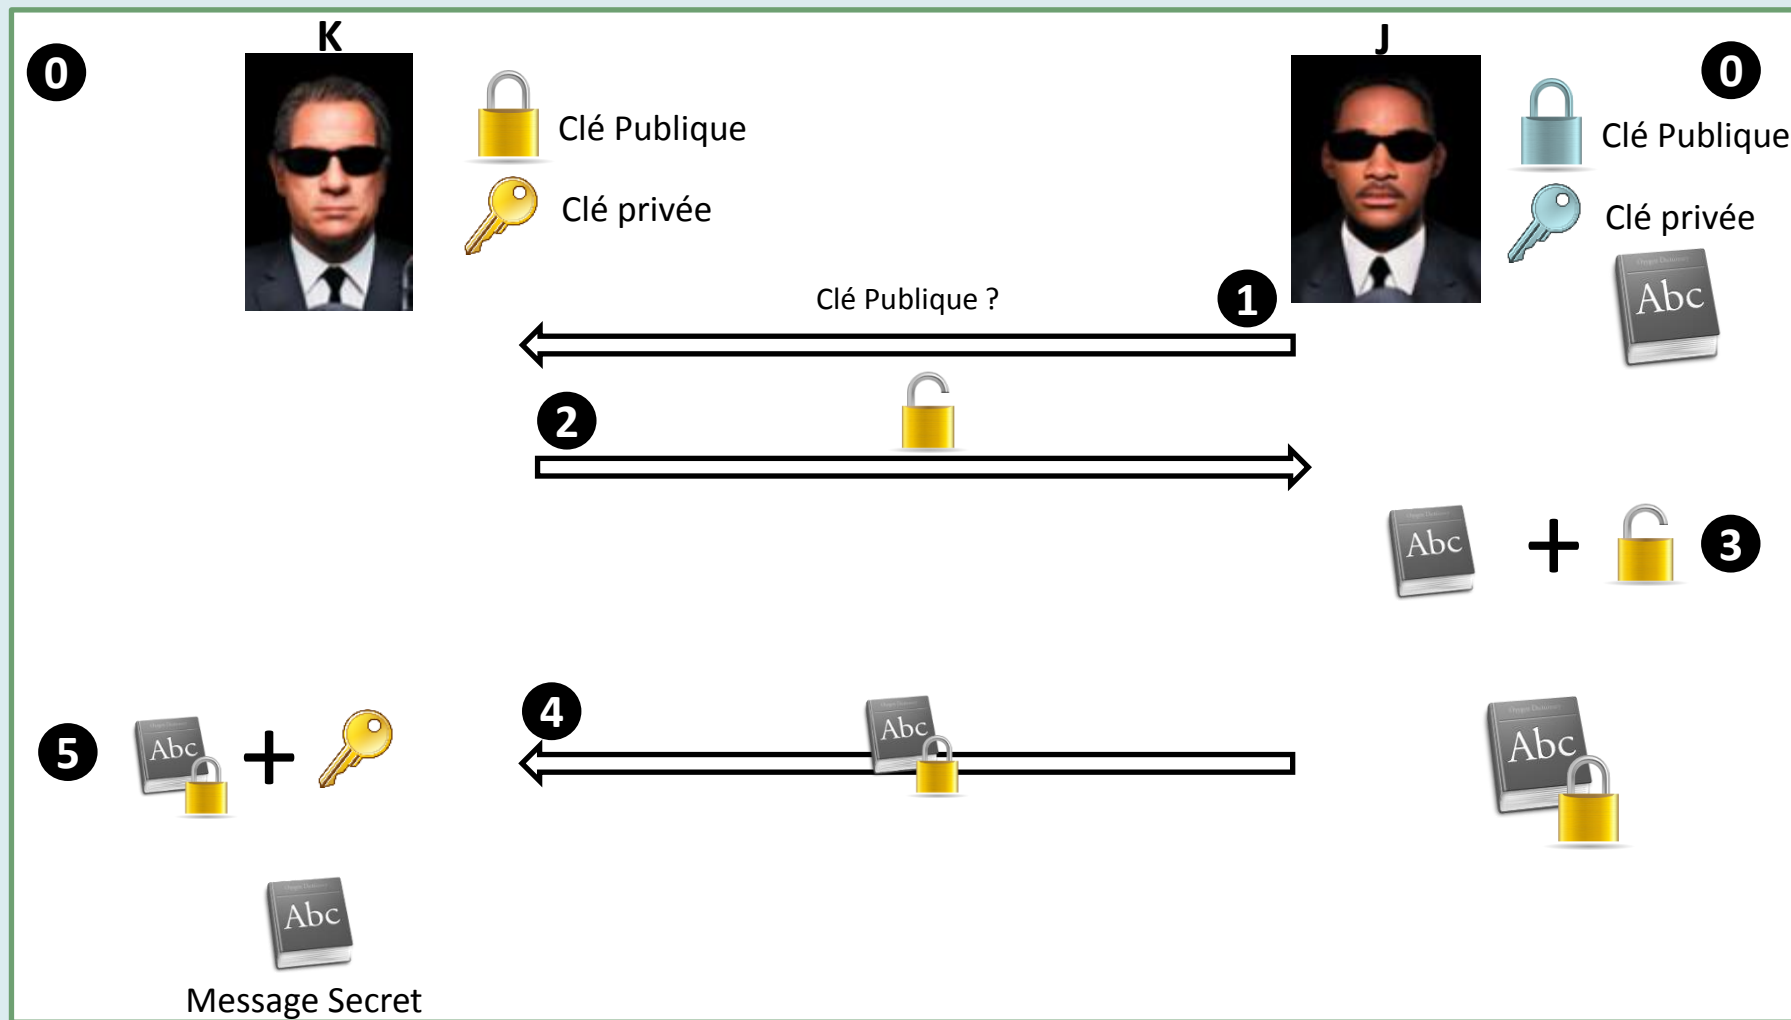 K
J
0
0
Clé Publique
Clé Publique
Clé privée
Clé privée
Abc
Clé Publique ?
1
2
Abc
3
4
Abc
Abc
5
Abc
Abc
Message Secret